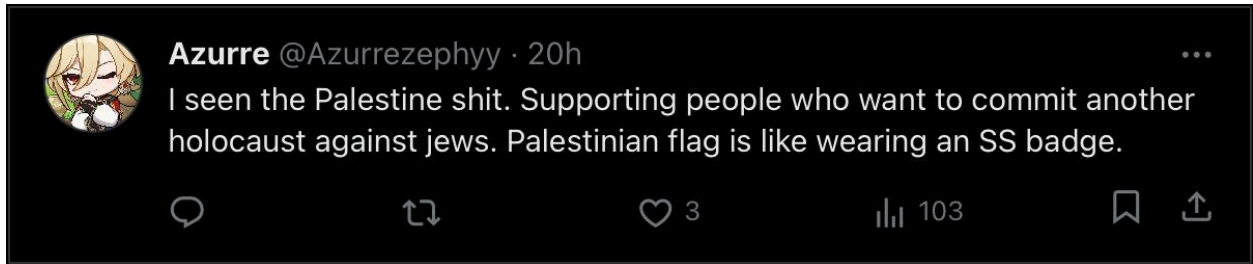 Azurre @Azurrezephyy · 20h
I seen the Palestine shit. Supporting people who want to commit another
holocaust against jews. Palestinian flag is like wearing an SS badge.
3 103